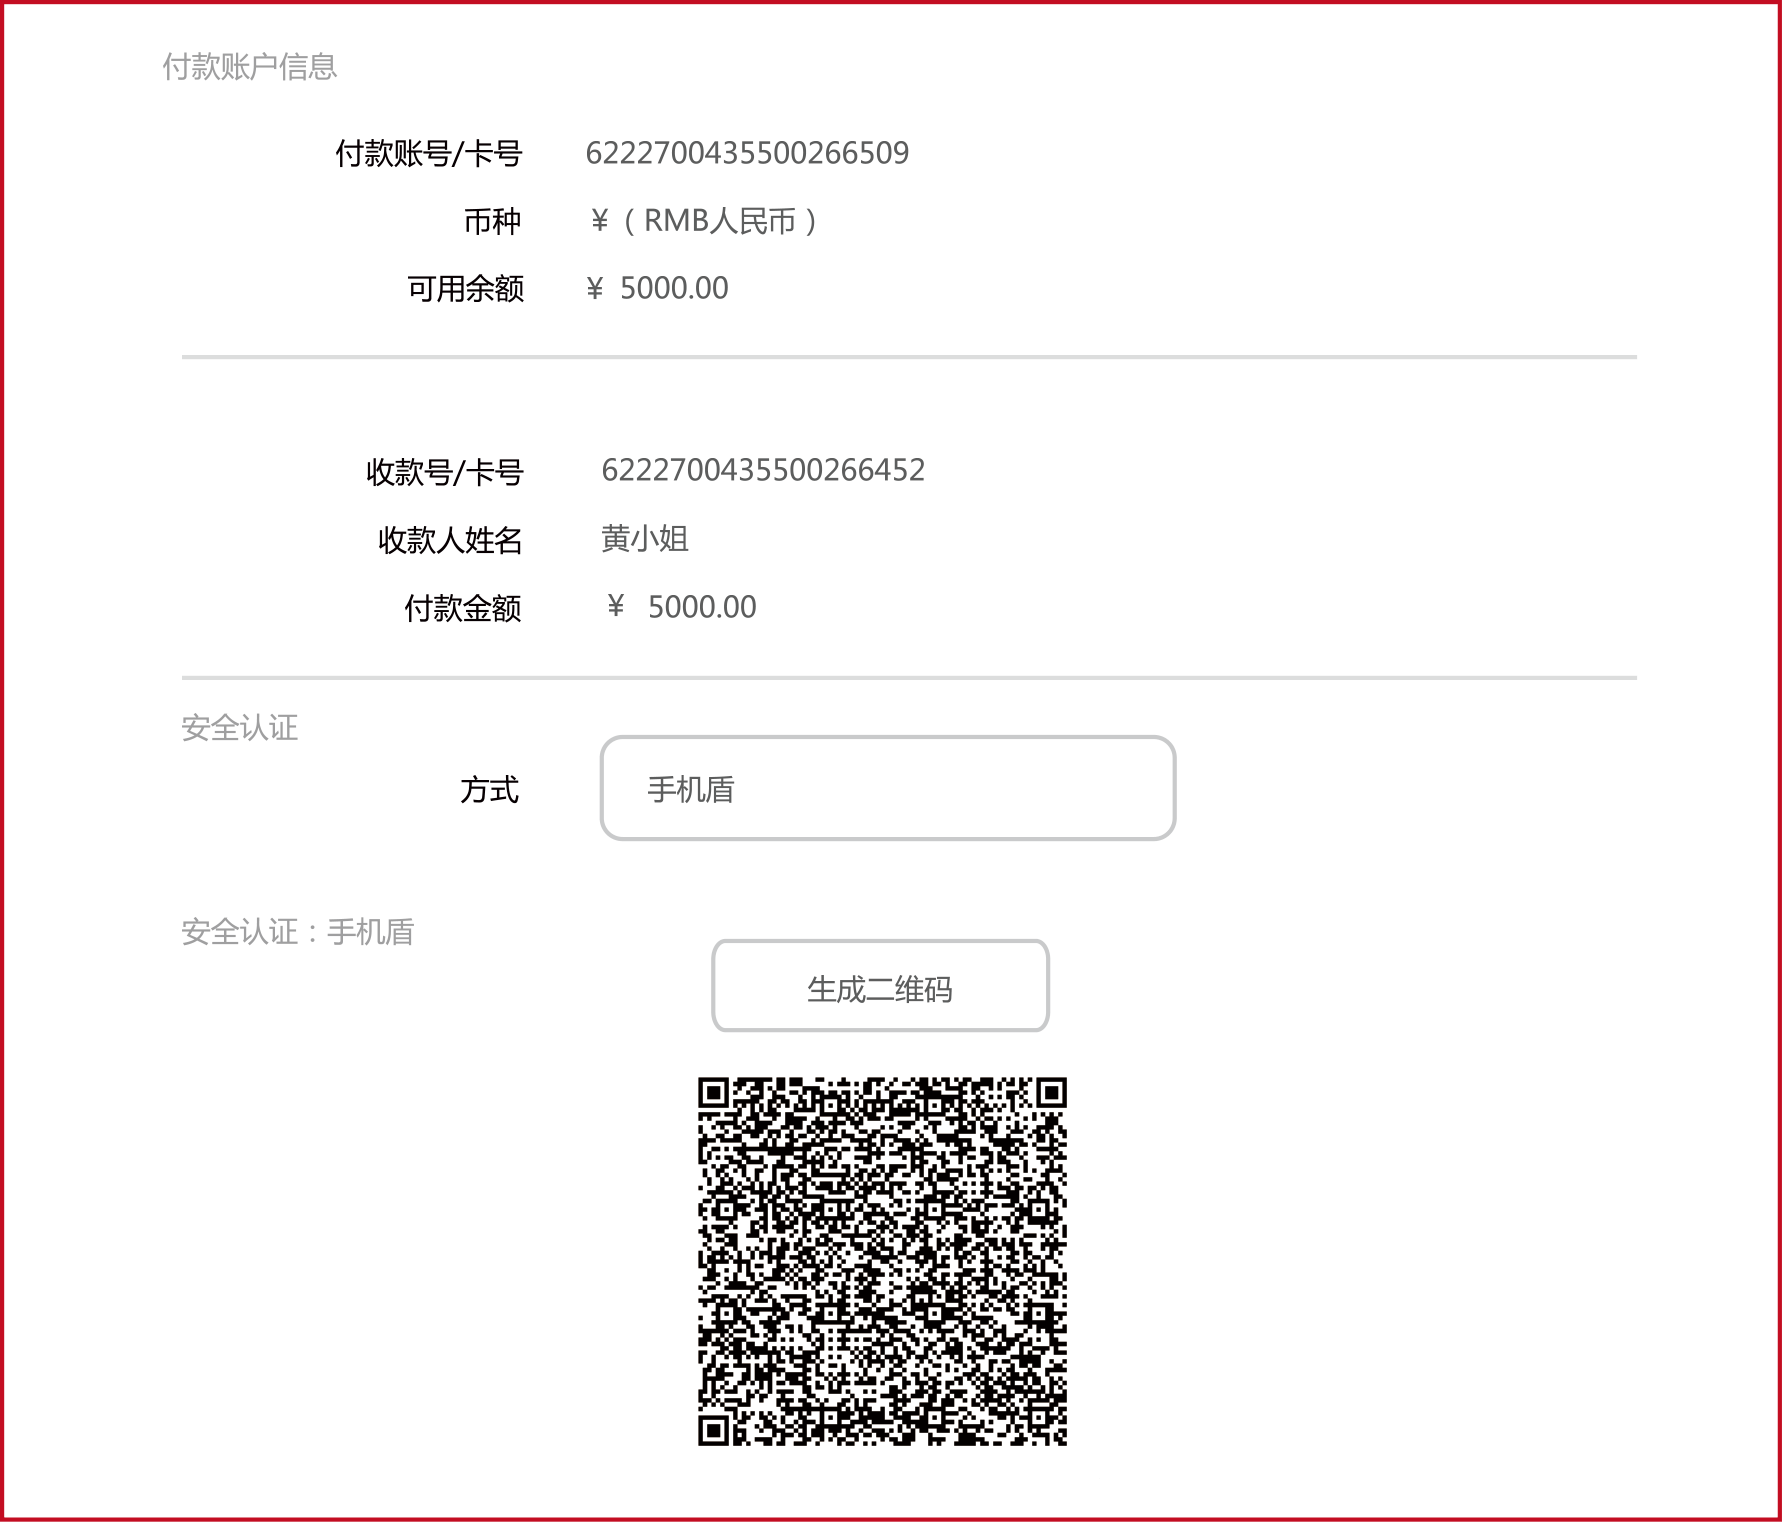 付款账户信息
付款账号/卡号 6222700435500266509
币种 ¥（RMB人民币）
可用余额 ¥ 5000.00
收款号/卡号 6222700435500266452
收款人姓名 黄小姐
付款金额 ¥ 5000.00
安全认证
方式 手机盾
安全认证：手机盾
生成二维码